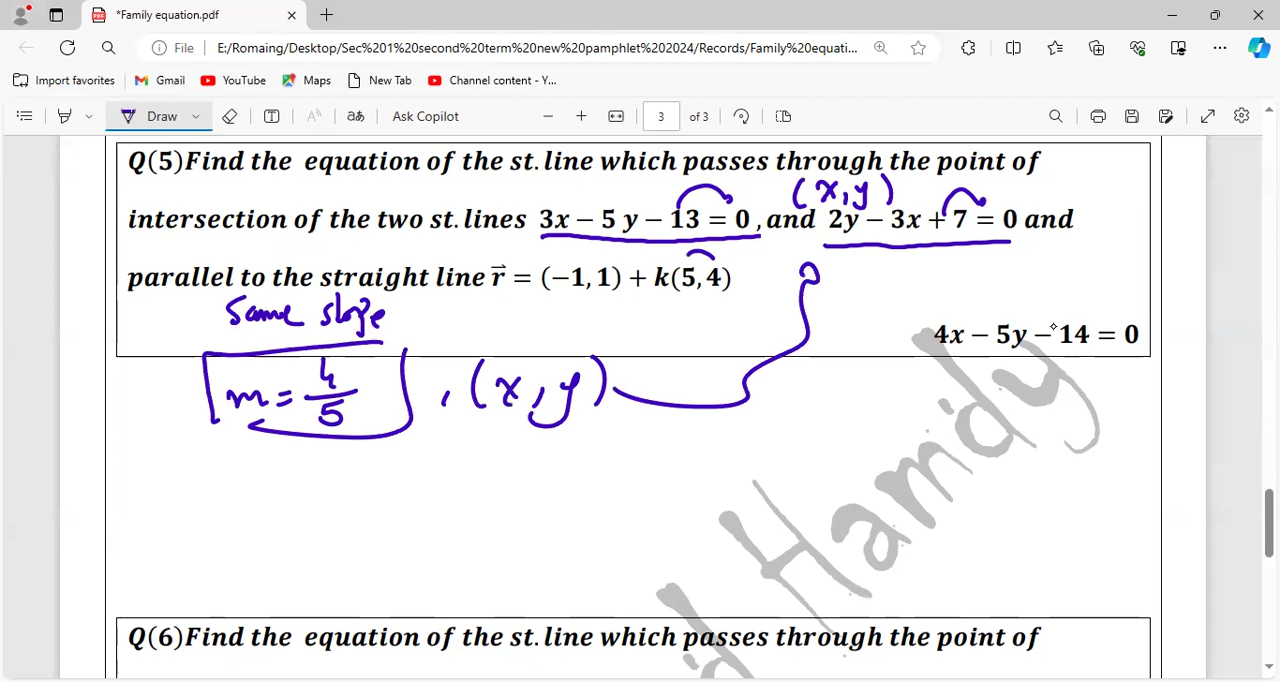 *Family equation.pdf
File E:/Romaing/Desktop/Sec%201%20second%20term%20new%20pamphlet%202024/Records/Family%20equati...
Import favorites Gmail YouTube Maps New Tab Channel content - Y...
Draw Ask Copilot 3 of 3
Q(5)Find the equation of the st. line which passes through the point of
(x, y)
intersection of the two st. lines 3x − 5 y − 13 = 0 , and 2y − 3x + 7 = 0 and
parallel to the straight line r⃗ = (−1, 1) + k(5, 4)
Same slope
4x − 5y − 14 = 0
m = 4/5 , (x, y)
Hamdy
Q(6)Find the equation of the st. line which passes through the point of